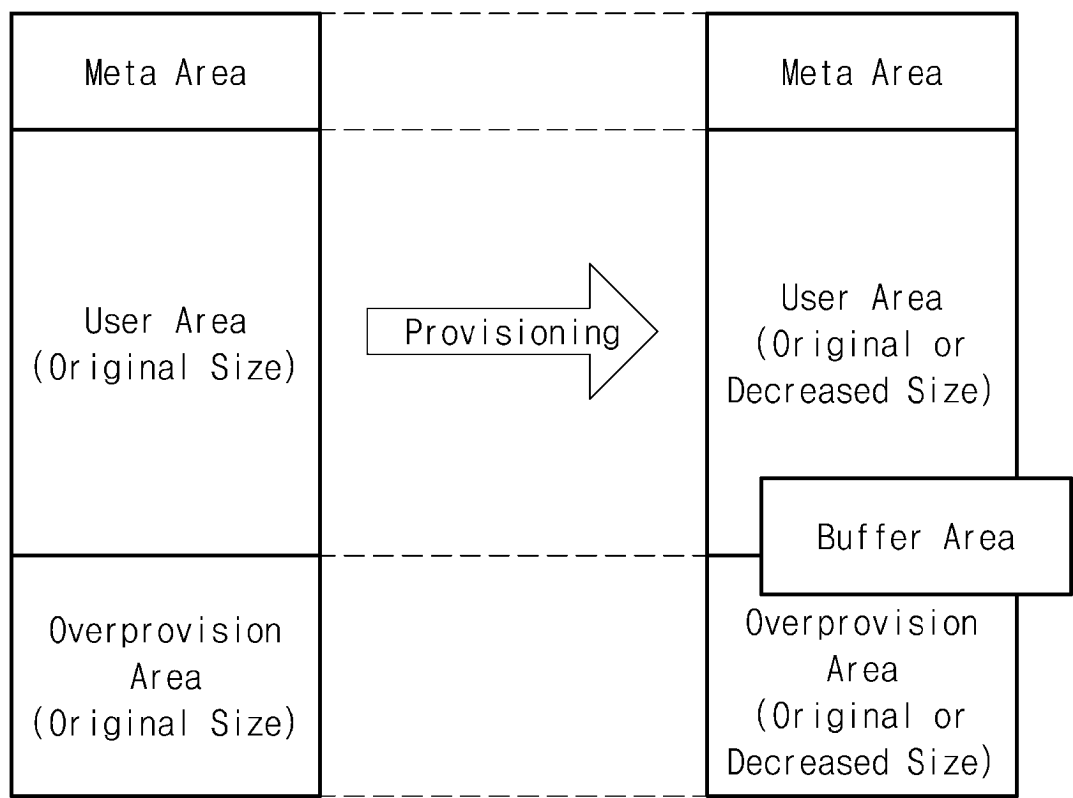 Meta Area
User Area
(Original Size)
Overprovision
Area
(Original Size)
Provisioning
Meta Area
User Area
(Original or
Decreased Size)
Buffer Area
Overprovision
Area
(Original or
Decreased Size)